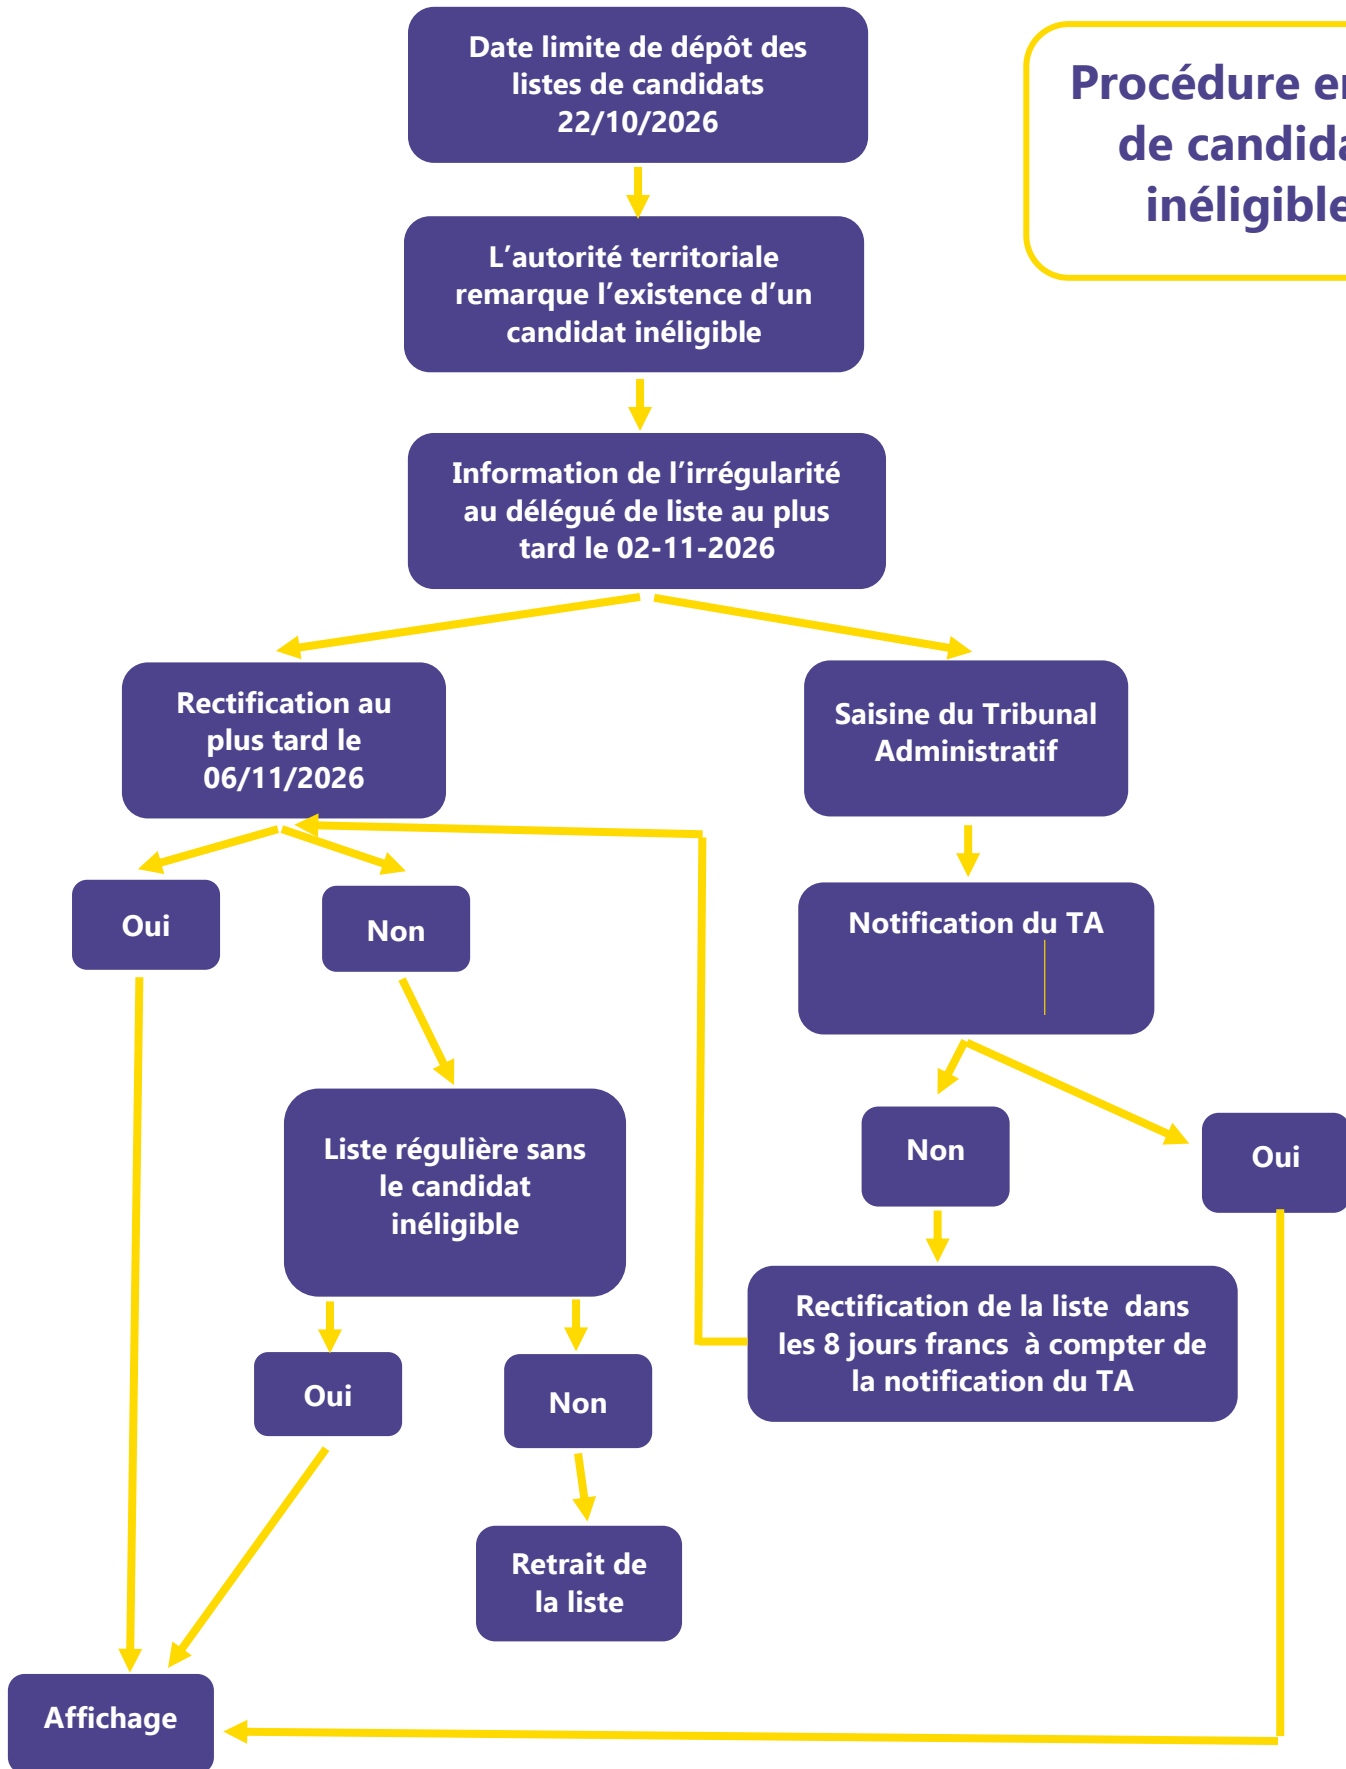 Date limite de dépôt des
listes de candidats
22/10/2026
Procédure en
de candida
inéligible
L’autorité territoriale
remarque l’existence d’un
candidat inéligible
Information de l’irrégularité
au délégué de liste au plus
tard le 02-11-2026
Rectification au
plus tard le
06/11/2026
Saisine du Tribunal
Administratif
Oui
Non
Notification du TA
Liste régulière sans
le candidat
inéligible
Non
Oui
Rectification de la liste  dans
les 8 jours francs  à compter de
la notification du TA
Oui
Non
Retrait de
la liste
Affichage